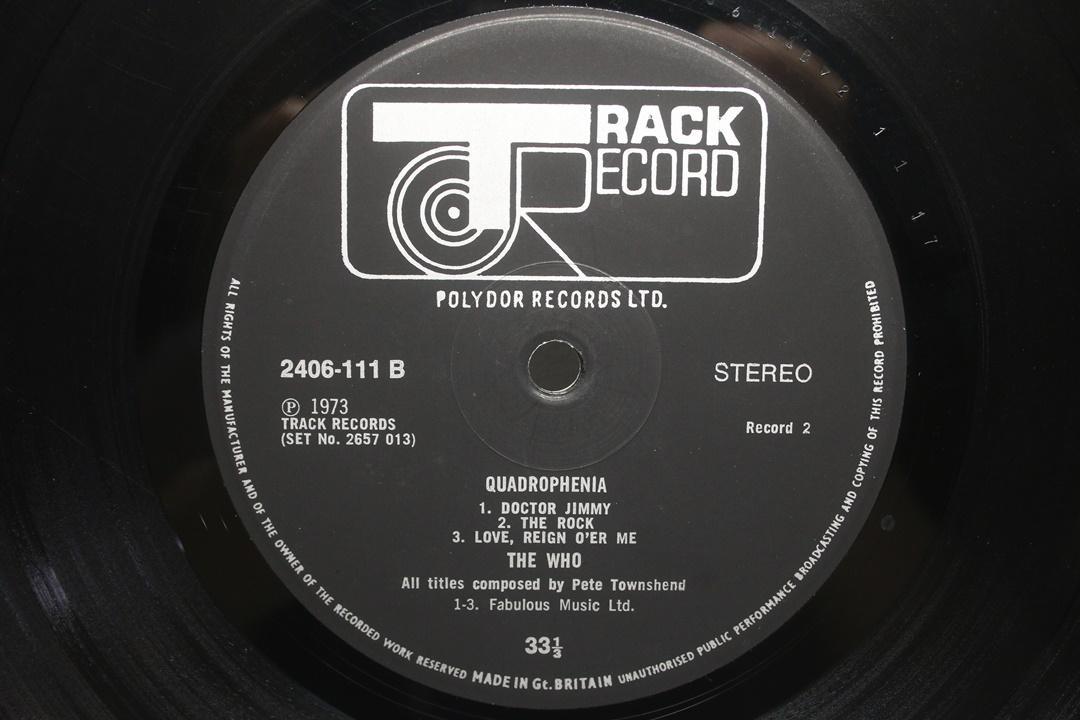 TRACK
RECORD
POLYDOR RECORDS LTD.
2406-111 B
STEREO
℗ 1973
TRACK RECORDS
(SET No. 2657 013)
Record 2
QUADROPHENIA
1. DOCTOR JIMMY
2. THE ROCK
3. LOVE, REIGN O'ER ME
THE WHO
All titles composed by Pete Townshend
1-3. Fabulous Music Ltd.
33⅓
ALL RIGHTS OF THE MANUFACTURER AND OF THE OWNER OF THE RECORDED WORK RESERVED MADE IN Gt. BRITAIN UNAUTHORISED PUBLIC PERFORMANCE BROADCASTING AND COPYING OF THIS RECORD PROHIBITED
1 1 17